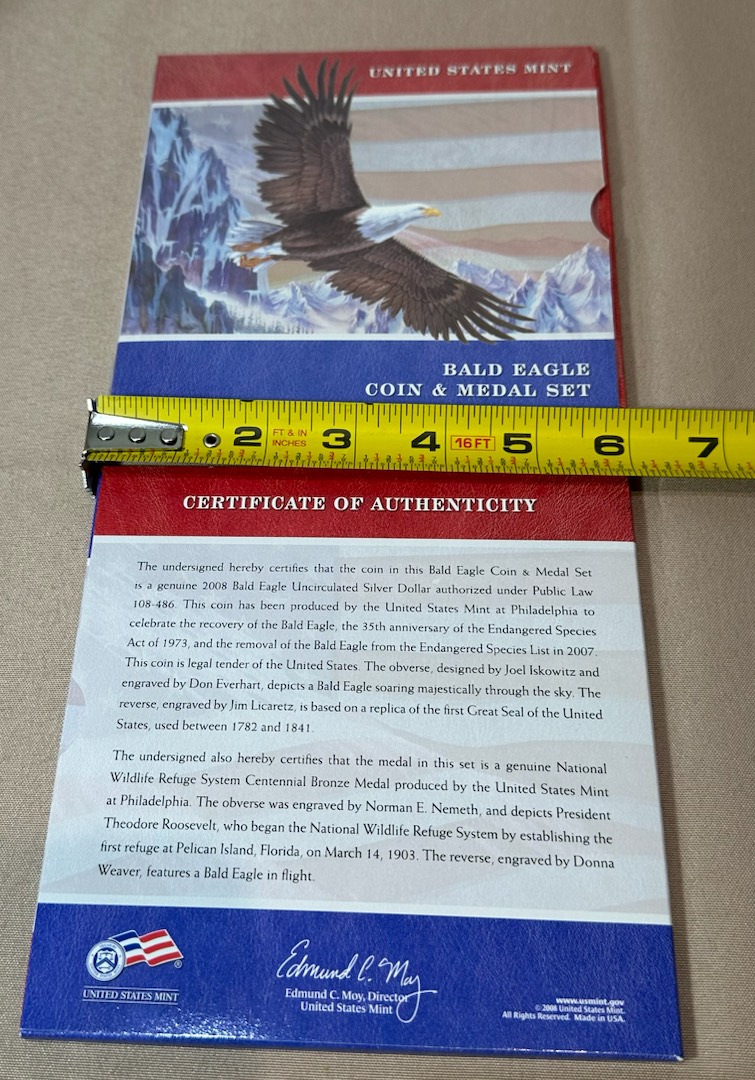 UNITED STATES MINT
BALD EAGLE
COIN & MEDAL SET
2 FT & IN INCHES 3 4 16FT 5 6 7
CERTIFICATE OF AUTHENTICITY
The undersigned hereby certifies that the coin in this Bald Eagle Coin & Medal Set
is a genuine 2008 Bald Eagle Uncirculated Silver Dollar authorized under Public Law
108-486. This coin has been produced by the United States Mint at Philadelphia to
celebrate the recovery of the Bald Eagle, the 35th anniversary of the Endangered Species
Act of 1973, and the removal of the Bald Eagle from the Endangered Species List in 2007.
This coin is legal tender of the United States. The obverse, designed by Joel Iskowitz and
engraved by Don Everhart, depicts a Bald Eagle soaring majestically through the sky. The
reverse, engraved by Jim Licaretz, is based on a replica of the first Great Seal of the United
States, used between 1782 and 1841.
The undersigned also hereby certifies that the medal in this set is a genuine National
Wildlife Refuge System Centennial Bronze Medal produced by the United States Mint
at Philadelphia. The obverse was engraved by Norman E. Nemeth, and depicts President
Theodore Roosevelt, who began the National Wildlife Refuge System by establishing the
first refuge at Pelican Island, Florida, on March 14, 1903. The reverse, engraved by Donna
Weaver, features a Bald Eagle in flight.
UNITED STATES MINT
Edmund C. Moy
Edmund C. Moy, Director
United States Mint
www.usmint.gov
© 2008 United States Mint.
All Rights Reserved. Made in USA.